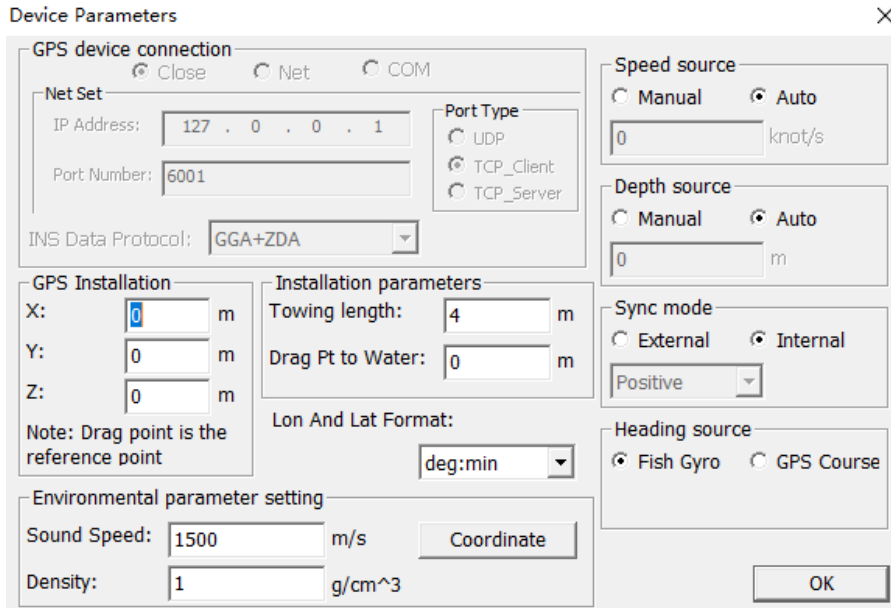 Device Parameters
GPS device connection
Close Net COM
Net Set
IP Address: 127 . 0 . 0 . 1
Port Number: 6001
Port Type
UDP
TCP_Client
TCP_Server
INS Data Protocol: GGA+ZDA
GPS Installation
X: 0 m
Y: 0 m
Z: 0 m
Note: Drag point is the
reference point
Installation parameters
Towing length: 4 m
Drag Pt to Water: 0 m
Lon And Lat Format:
deg:min
Environmental parameter setting
Sound Speed: 1500 m/s Coordinate
Density: 1 g/cm^3
Speed source
Manual Auto
0 knot/s
Depth source
Manual Auto
0 m
Sync mode
External Internal
Positive
Heading source
Fish Gyro GPS Course
OK